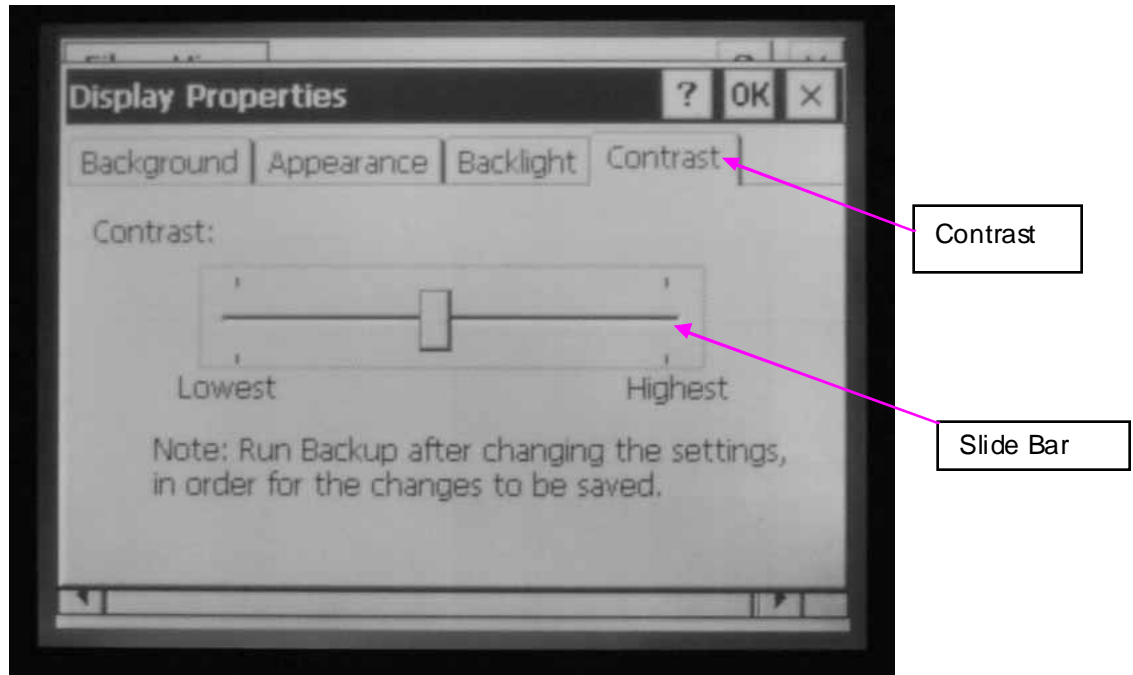 Display Properties ? OK ×
Background Appearance Backlight Contrast
Contrast:
Lowest Highest
Note: Run Backup after changing the settings,
in order for the changes to be saved.
Contrast
Slide Bar